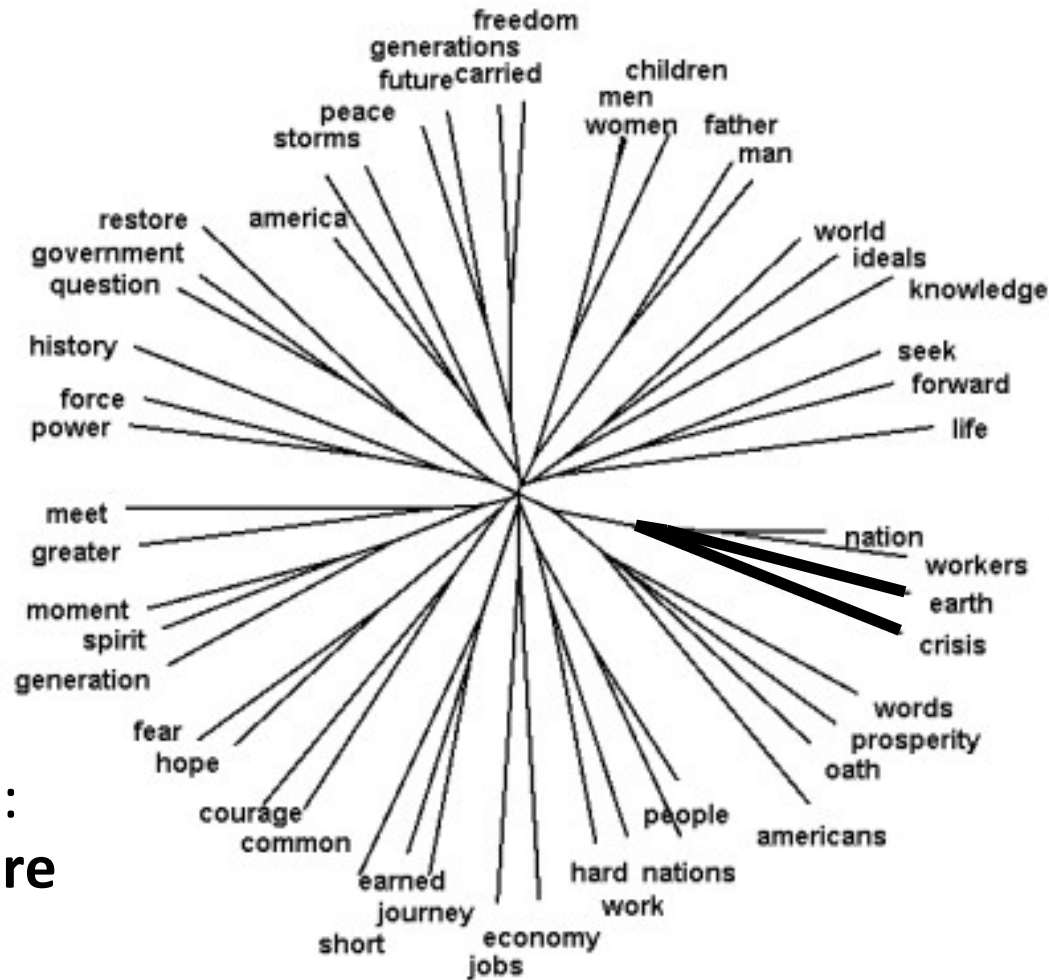 freedom
generations
future carried
children
men
women
father
man
peace
storms
america
restore
government
question
history
force
power
world
ideals
knowledge
seek
forward
life
meet
greater
moment
spirit
generation
nation
workers
earth
crisis
words
prosperity
oath
americans
fear
hope
courage
common
:
re
earned
journey
short
economy
jobs
people
hard nations
work